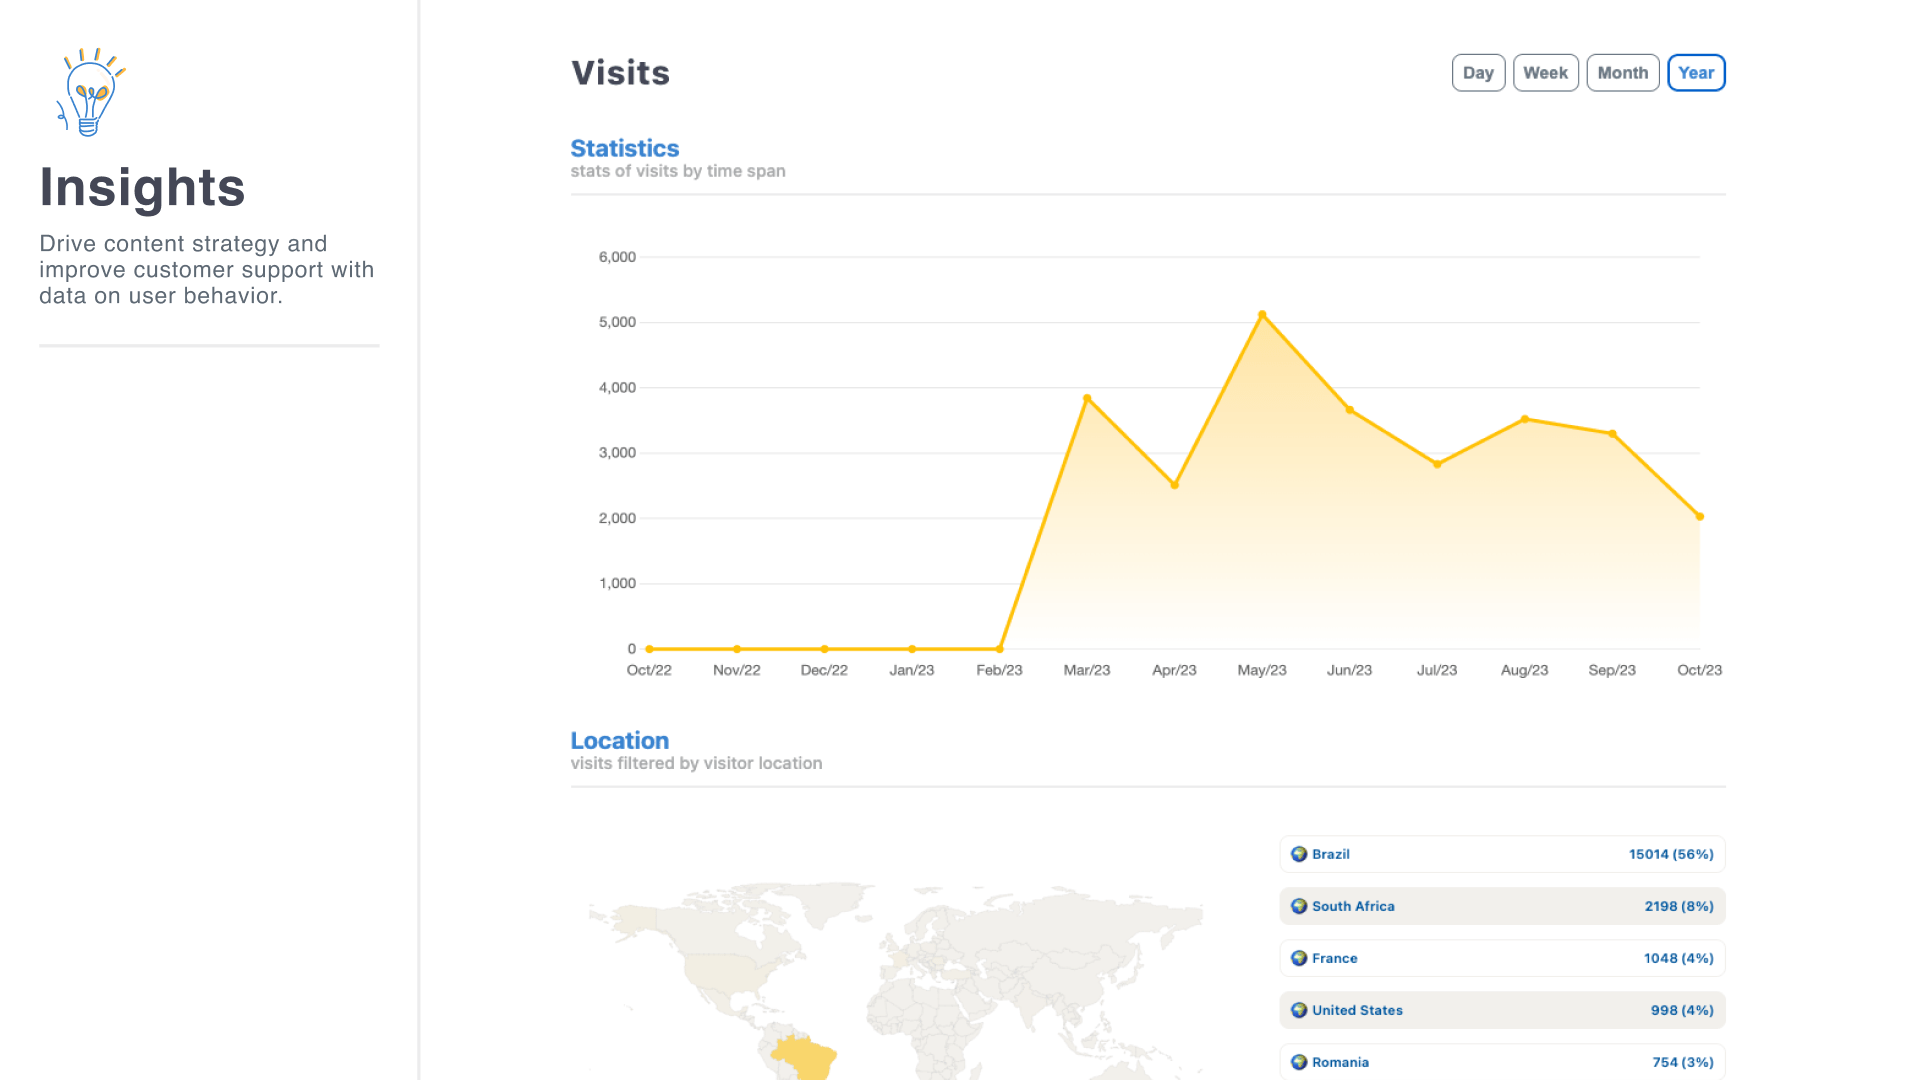 Insights
Drive content strategy and
improve customer support with
data on user behavior.
Visits
Day Week Month Year
Statistics
stats of visits by time span
6,000
5,000
4,000
3,000
2,000
1,000
0
Oct/22 Nov/22 Dec/22 Jan/23 Feb/23 Mar/23 Apr/23 May/23 Jun/23 Jul/23 Aug/23 Sep/23 Oct/23
Location
visits filtered by visitor location
Brazil 15014 (56%)
South Africa 2198 (8%)
France 1048 (4%)
United States 998 (4%)
Romania 754 (3%)